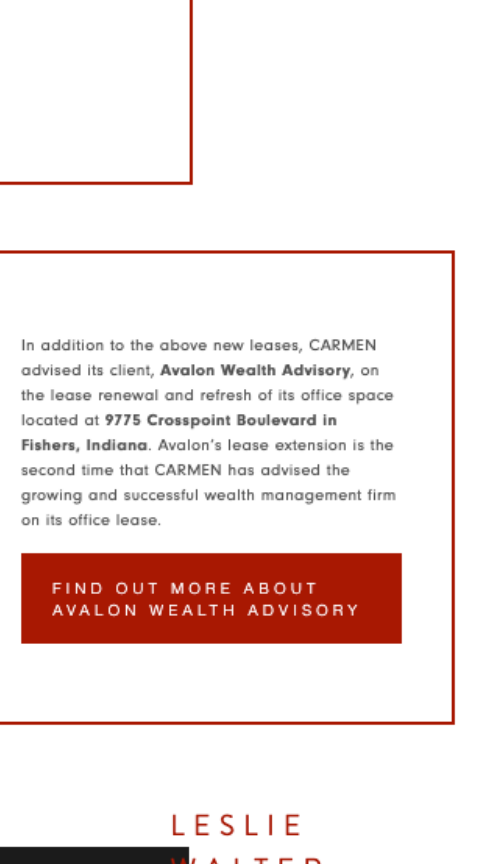 In addition to the above new leases, CARMEN
advised its client, Avalon Wealth Advisory, on
the lease renewal and refresh of its office space
located at 9775 Crosspoint Boulevard in
Fishers, Indiana. Avalon’s lease extension is the
second time that CARMEN has advised the
growing and successful wealth management firm
on its office lease.
FIND OUT MORE ABOUT
AVALON WEALTH ADVISORY
LESLIE
WALTER